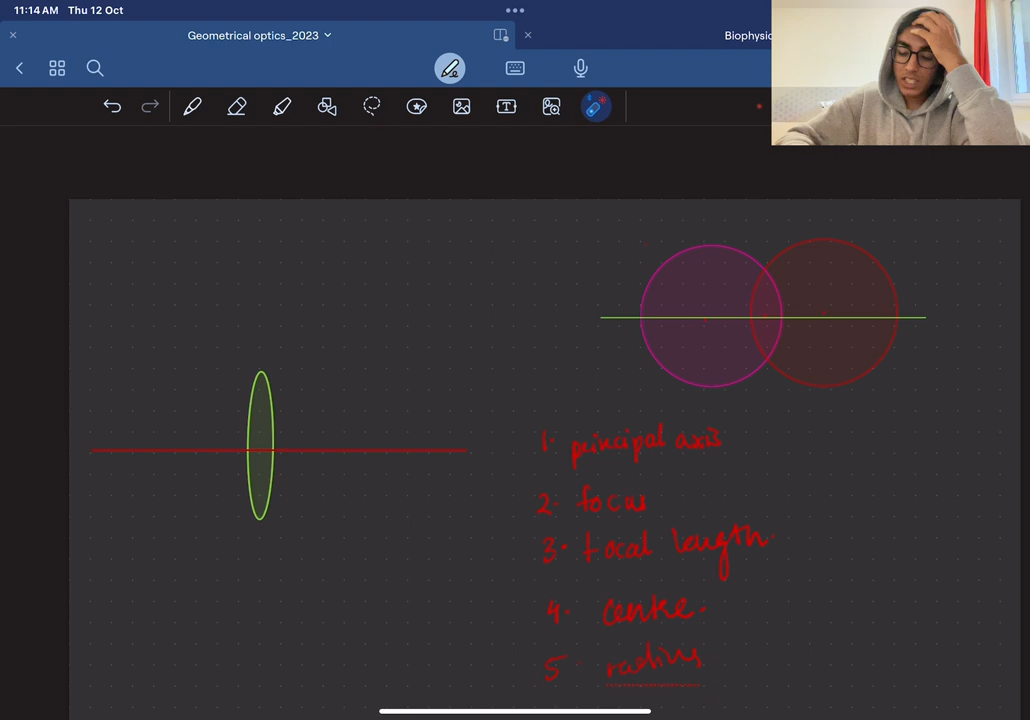 11:14 AM Thu 12 Oct
Geometrical optics_2023
Biophysic
1. principal axis
2. focus
3. focal length.
4. centre.
5. radius